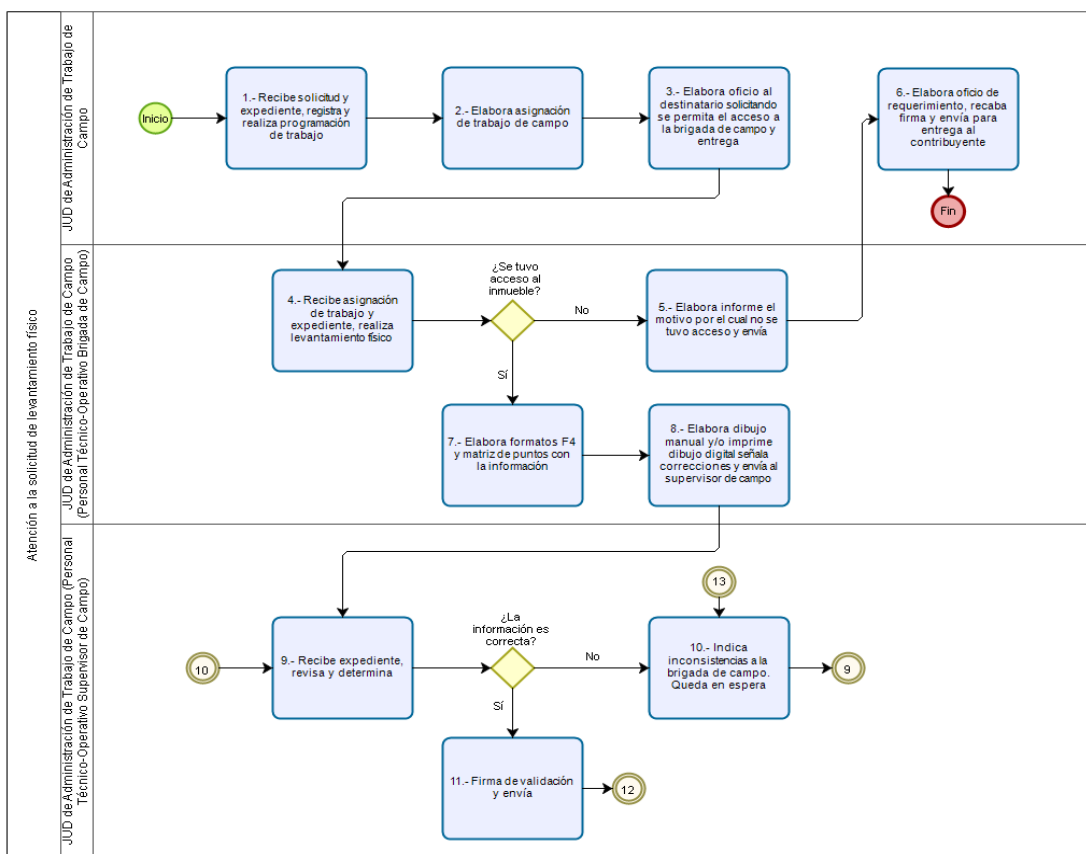 Atención a la solicitud de levantamiento físico
JUD de Administración de Trabajo de
Campo
Inicio
1.- Recibe solicitud y
expediente, registra y
realiza programación
de trabajo
2.- Elabora asignación
de trabajo de campo
3.- Elabora oficio al
destinatario solicitando
se permita el acceso a
la brigada de campo y
entrega
6.- Elabora oficio de
requerimiento, recaba
firma y envía para
entrega al
contribuyente
Fin
JUD de Administración de Trabajo de Campo
(Personal Técnico-Operativo Brigada de Campo)
4.- Recibe asignación
de trabajo y
expediente, realiza
levantamiento físico
¿Se tuvo
acceso al
inmueble?
No
5.- Elabora informe el
motivo por el cual no se
tuvo acceso y envía
Sí
7.- Elabora formatos F4
y matriz de puntos con
la información
8.- Elabora dibujo
manual y/o imprime
dibujo digital señala
correcciones y envía al
supervisor de campo
JUD de Administración de Trabajo de Campo (Personal
Técnico-Operativo Supervisor de Campo)
10
9.- Recibe expediente,
revisa y determina
¿La
información es
correcta?
No
13
10.- Indica
inconsistencias a la
brigada de campo.
Queda en espera
9
Sí
11.- Firma de validación
y envía
12